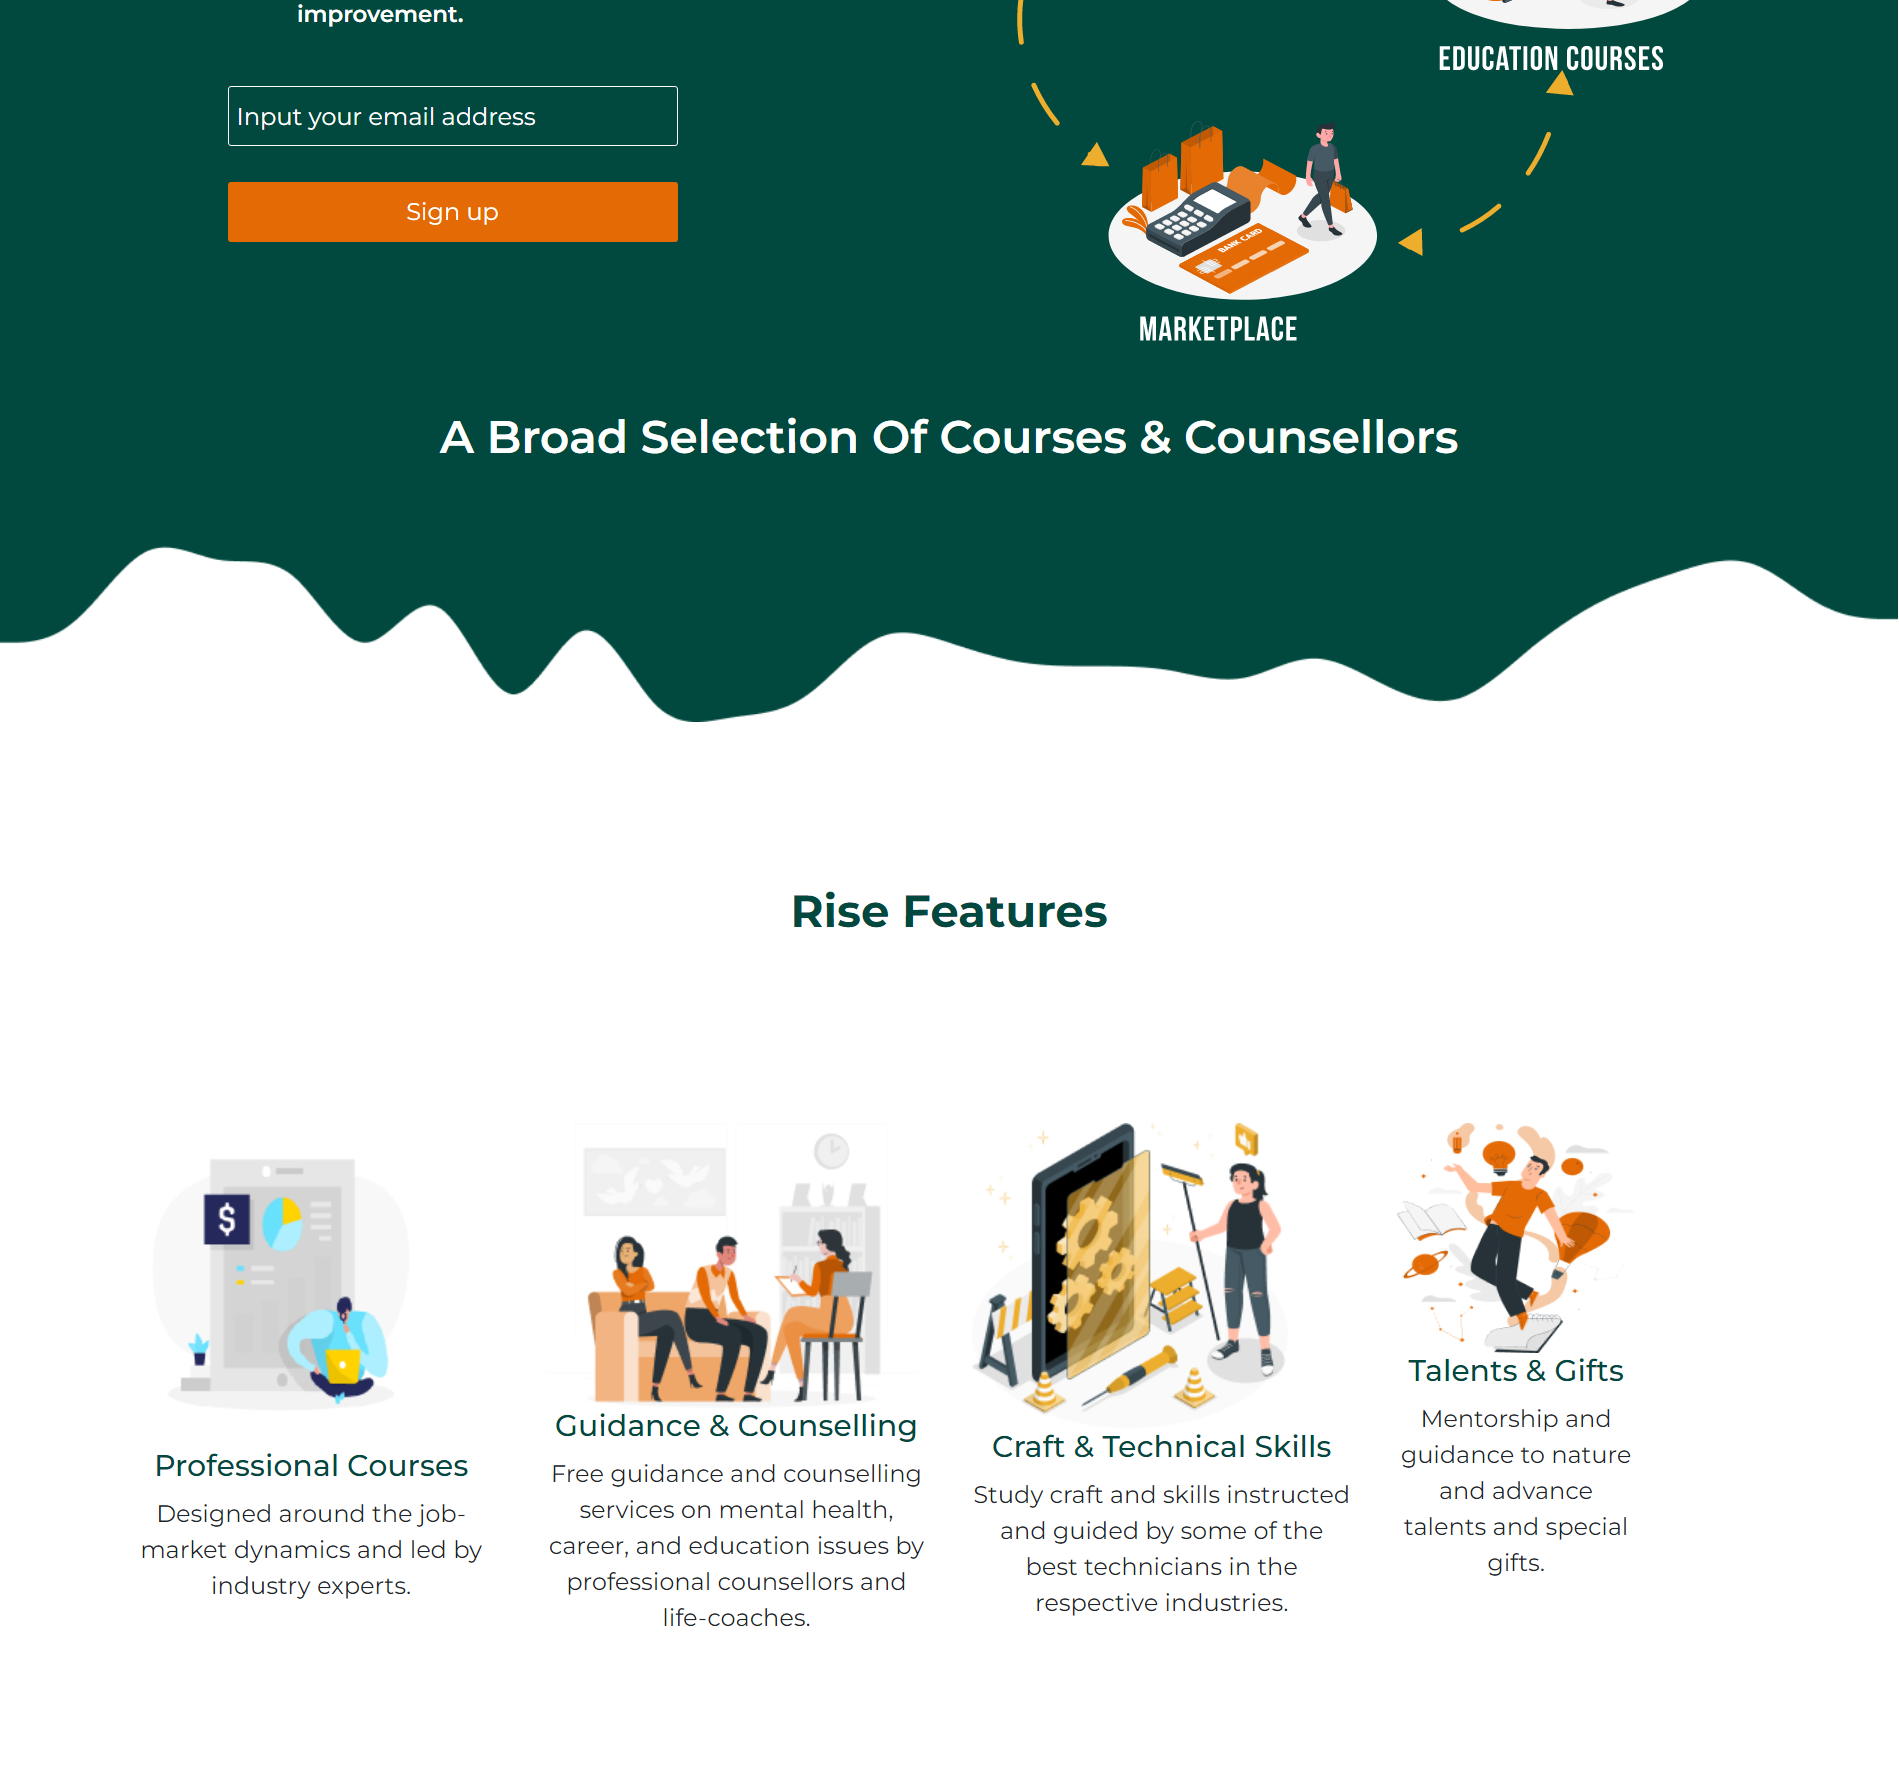 improvement.
Input your email address
Sign up
EDUCATION COURSES
BANK CARD
MARKETPLACE
A Broad Selection Of Courses & Counsellors
Rise Features
$
Professional Courses
Designed around the job-
market dynamics and led by
industry experts.
Guidance & Counselling
Free guidance and counselling
services on mental health,
career, and education issues by
professional counsellors and
life-coaches.
Craft & Technical Skills
Study craft and skills instructed
and guided by some of the
best technicians in the
respective industries.
Talents & Gifts
Mentorship and
guidance to nature
and advance
talents and special
gifts.